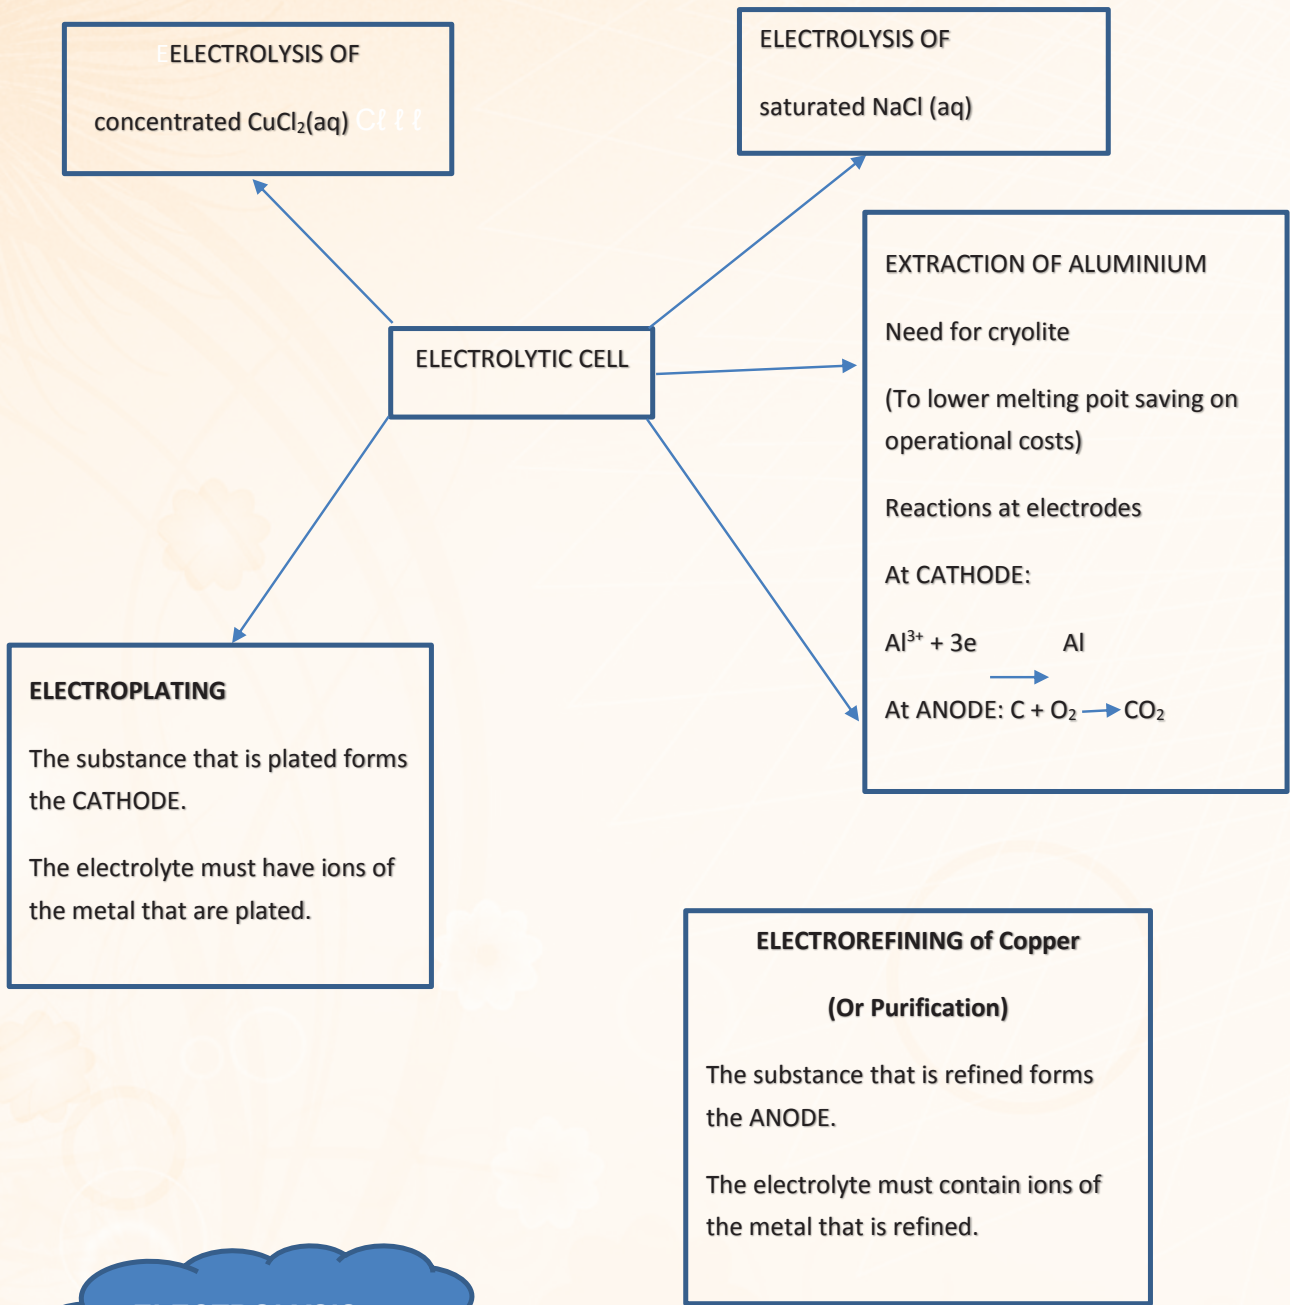 ELECTROLYSIS OF
concentrated CuCl₂(aq) Cℓ ℓ ℓ
ELECTROLYSIS OF
saturated NaCl (aq)
EXTRACTION OF ALUMINIUM
Need for cryolite
(To lower melting poit saving on
operational costs)
Reactions at electrodes
At CATHODE:
Al³⁺ + 3e → Al
At ANODE: C + O₂ → CO₂
ELECTROLYTIC CELL
ELECTROPLATING
The substance that is plated forms
the CATHODE.
The electrolyte must have ions of
the metal that are plated.
ELECTROREFINING of Copper
(Or Purification)
The substance that is refined forms
the ANODE.
The electrolyte must contain ions of
the metal that is refined.